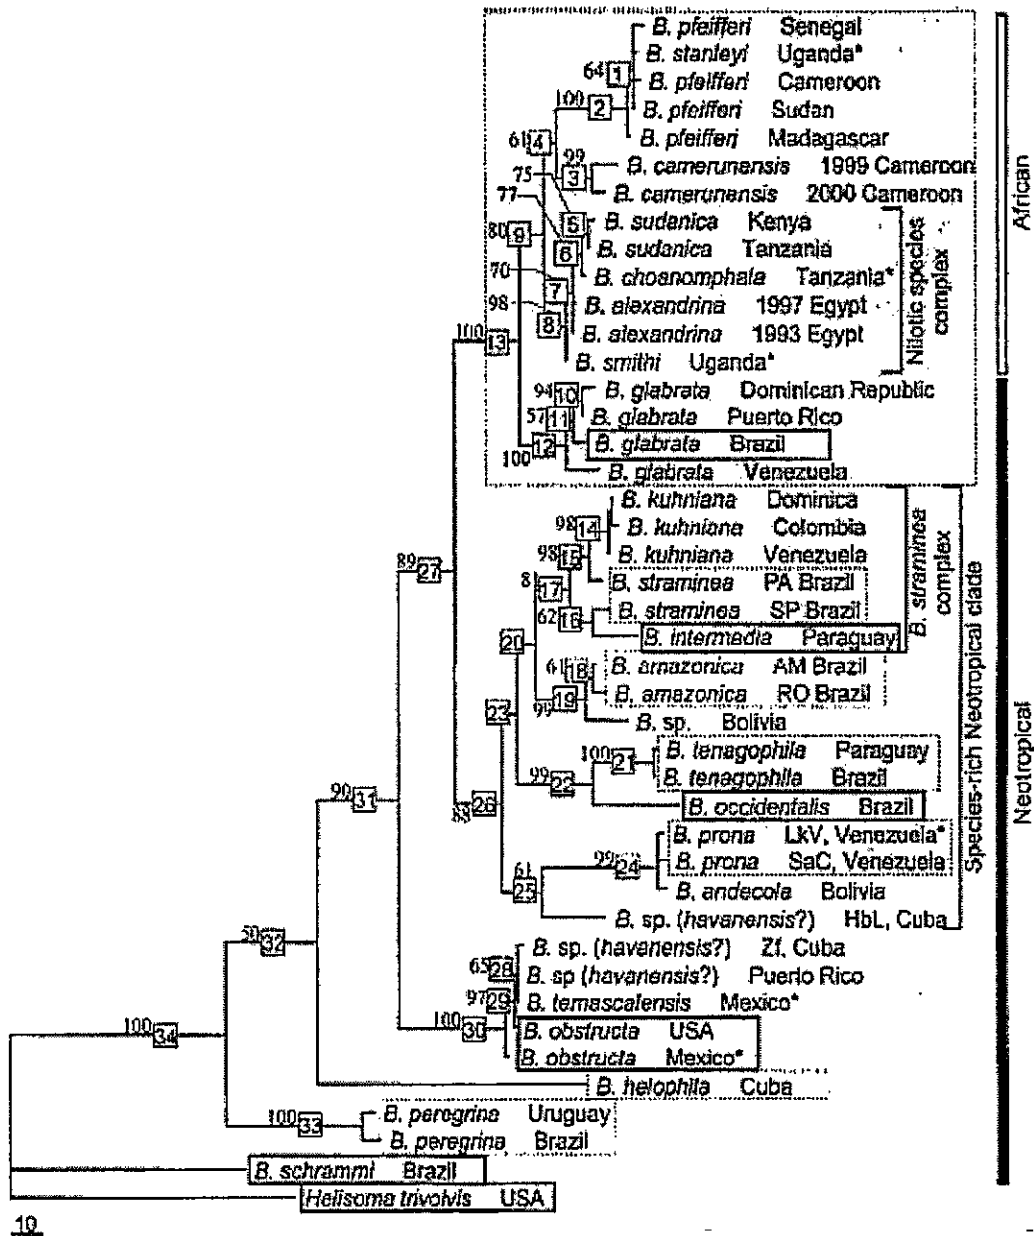 B. pfeifferi Senegal
B. stanleyi Uganda*
64 1 B. pfeifferi Cameroon
100 2 B. pfeifferi Sudan
B. pfeifferi Madagascar
61 4
99 3 B. camerunensis 1999 Cameroon
B. camerunensis 2000 Cameroon
75 5 B. sudanica Kenya
77 6 B. sudanica Tanzania
80 9 B. choanomphala Tanzania*
70 7 B. alexandrina 1997 Egypt
98 8 B. alexandrina 1993 Egypt
B. smithi Uganda*
Nilotic species complex
African
100 13
94 10 B. glabrata Dominican Republic
57 11 B. glabrata Puerto Rico
B. glabrata Brazil
100 12 B. glabrata Venezuela
B. kuhniana Dominica
98 14 B. kuhniana Colombia
98 15 B. kuhniana Venezuela
89 27
8 17 B. straminea PA Brazil
62 16 B. straminea SP Brazil
B. intermedia Paraguay
B. straminea complex
20
61 18 B. amazonica AM Brazil
99 19 B. amazonica RO Brazil
B. sp. Bolivia
23
100 21 B. tenagophila Paraguay
99 22 B. tenagophila Brazil
B. occidentalis Brazil
90 31
26
99 24 B. prona LkV, Venezuela*
B. prona SaC, Venezuela
61 25 B. andecola Bolivia
B. sp. (havanensis?) HbL, Cuba
Species-rich Neotropical clade
Neotropical
50 32
B. sp. (havanensis?) Zf, Cuba
65 28 B. sp (havanensis?) Puerto Rico
97 29 B. temascalensis Mexico*
100 30 B. obstructa USA
B. obstructa Mexico*
100 34
B. helophila Cuba
100 33 B. peregrina Uruguay
B. peregrina Brazil
B. schrammi Brazil
Helisoma trivolvis USA
10